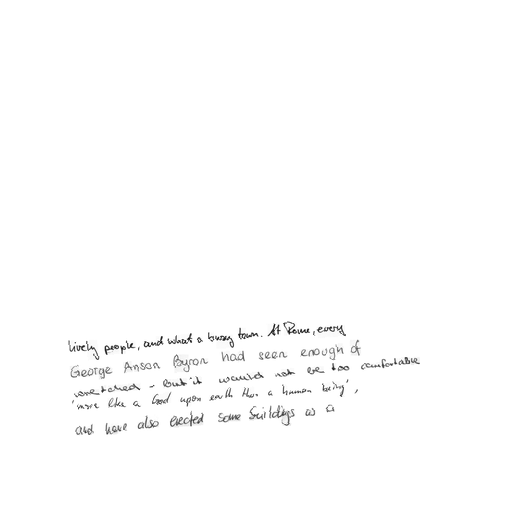 lively people, and what a busy town. At Rome, every
George Anson Byron had seen enough of
wretched - but it would not be too comfortable
'more like a God upon earth than a human being',
and have also erected some buildings as a